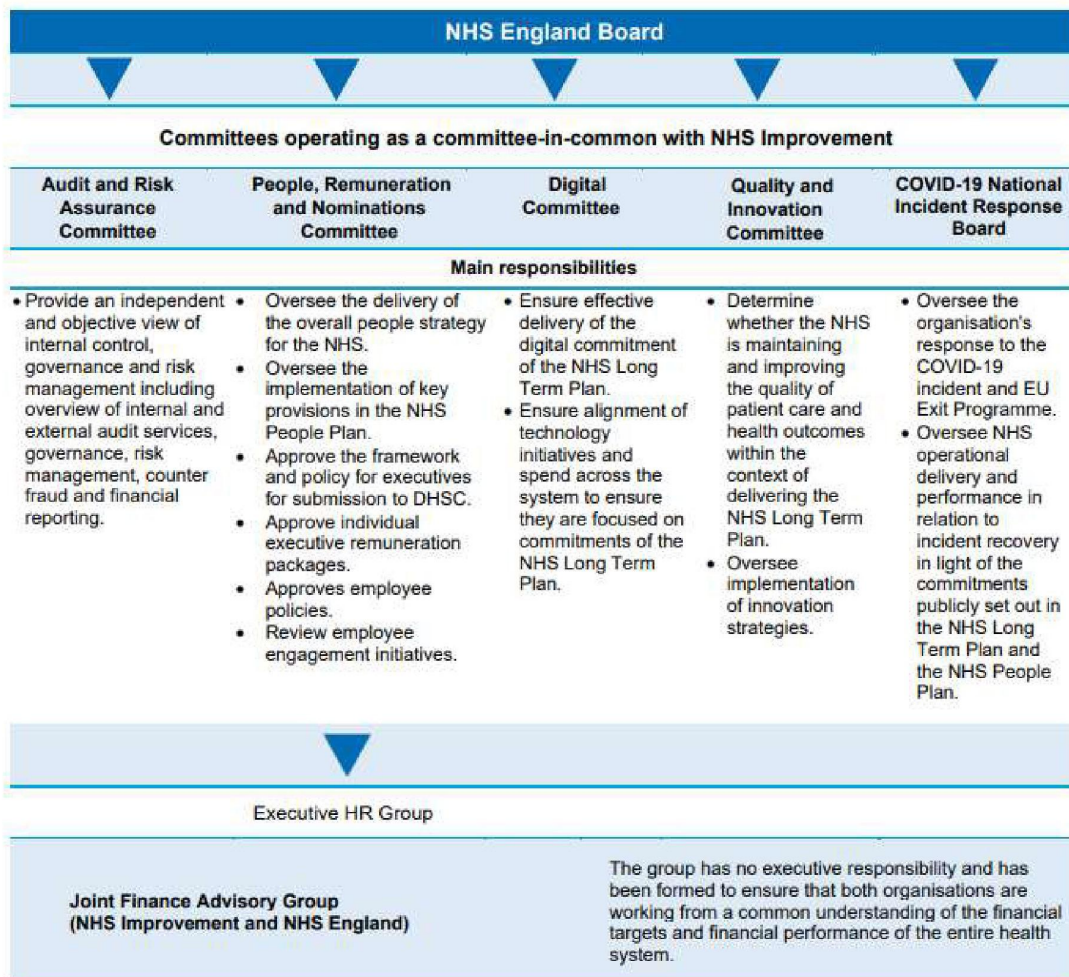 NHS England Board
Committees operating as a committee-in-common with NHS Improvement
Audit and Risk
Assurance
Committee
People, Remuneration
and Nominations
Committee
Digital
Committee
Quality and
Innovation
Committee
COVID-19 National
Incident Response
Board
Main responsibilities
• Provide an independent
and objective view of
internal control,
governance and risk
management including
overview of internal and
external audit services,
governance, risk
management, counter
fraud and financial
reporting.
• Oversee the delivery of
the overall people strategy
for the NHS.
• Oversee the
implementation of key
provisions in the NHS
People Plan.
• Approve the framework
and policy for executives
for submission to DHSC.
• Approve individual
executive remuneration
packages.
• Approves employee
policies.
• Review employee
engagement initiatives.
• Ensure effective
delivery of the
digital commitment
of the NHS Long
Term Plan.
• Ensure alignment of
technology
initiatives and
spend across the
system to ensure
they are focused on
commitments of the
NHS Long Term
Plan.
• Determine
whether the NHS
is maintaining
and improving
the quality of
patient care and
health outcomes
within the
context of
delivering the
NHS Long Term
Plan.
• Oversee
implementation
of innovation
strategies.
• Oversee the
organisation's
response to the
COVID-19
incident and EU
Exit Programme.
• Oversee NHS
operational
delivery and
performance in
relation to
incident recovery
in light of the
commitments
publicly set out in
the NHS Long
Term Plan and
the NHS People
Plan.
Executive HR Group
Joint Finance Advisory Group
(NHS Improvement and NHS England)
The group has no executive responsibility and has
been formed to ensure that both organisations are
working from a common understanding of the financial
targets and financial performance of the entire health
system.